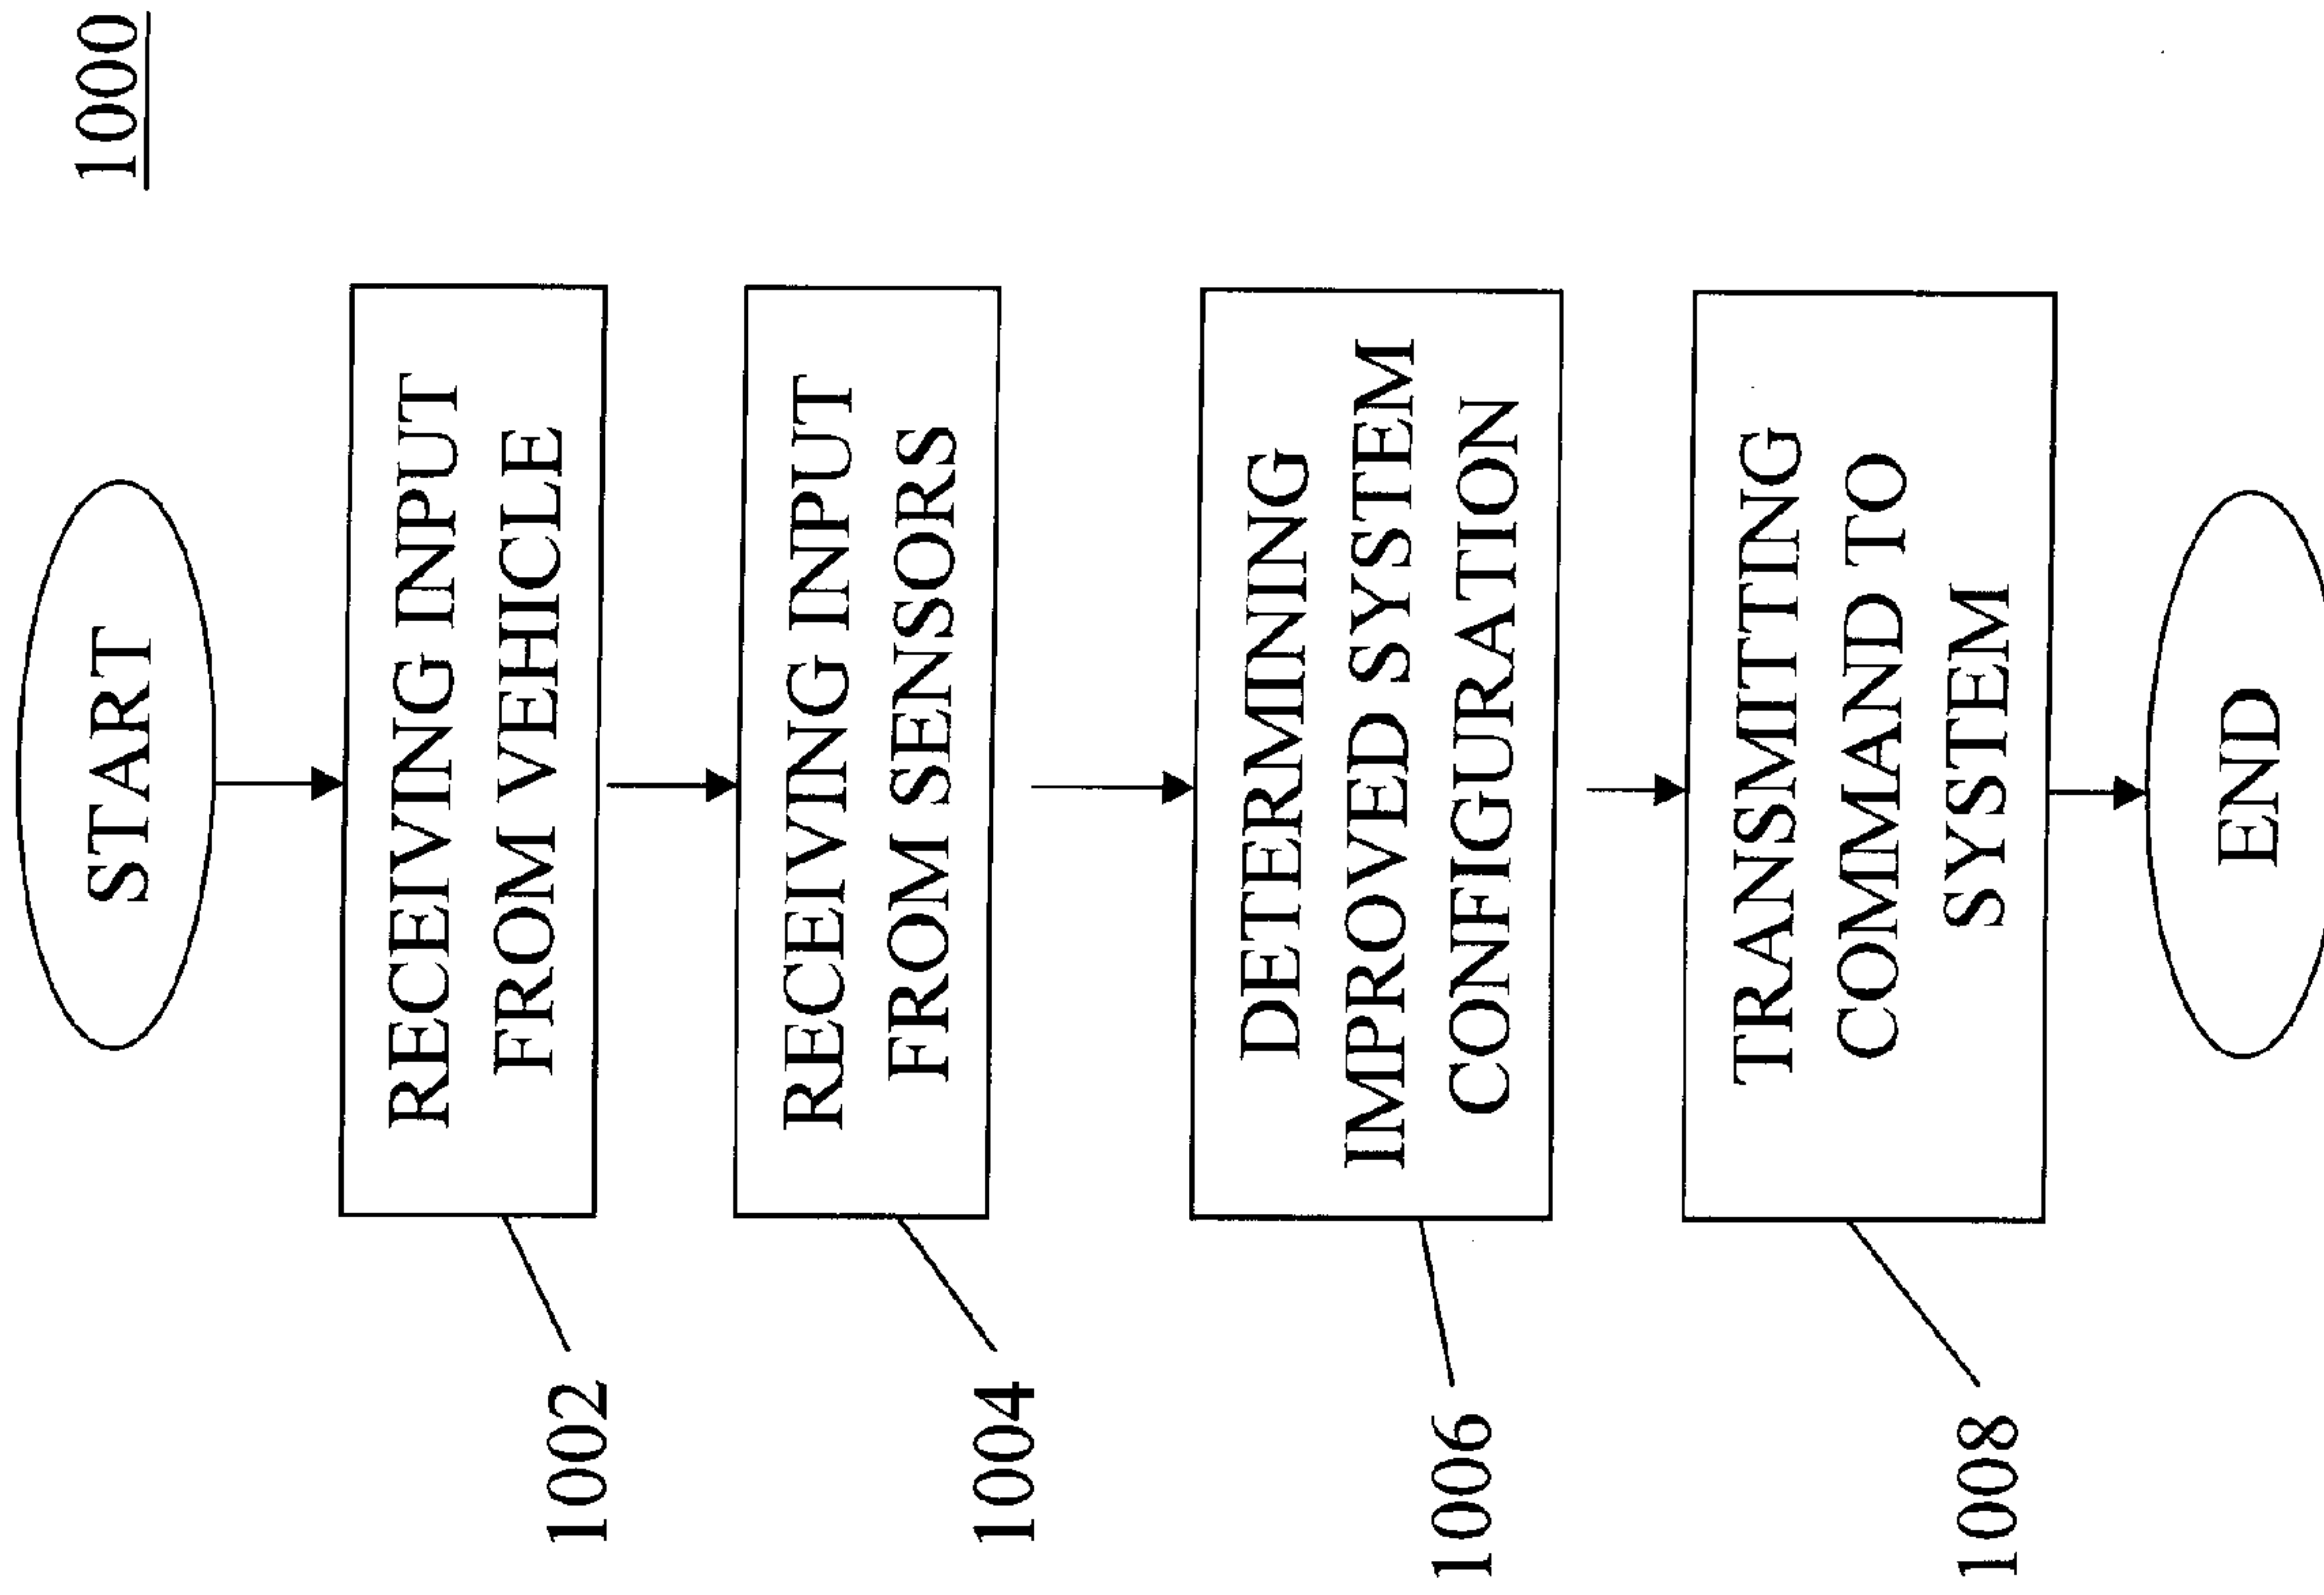 1000
START
RECEIVING INPUT
FROM VEHICLE
1002
RECEIVING INPUT
FROM SENSORS
1004
DETERMINING
IMPROVED SYSTEM
CONFIGURATION
1006
TRANSMITTING
COMMAND TO
SYSTEM
1008
END